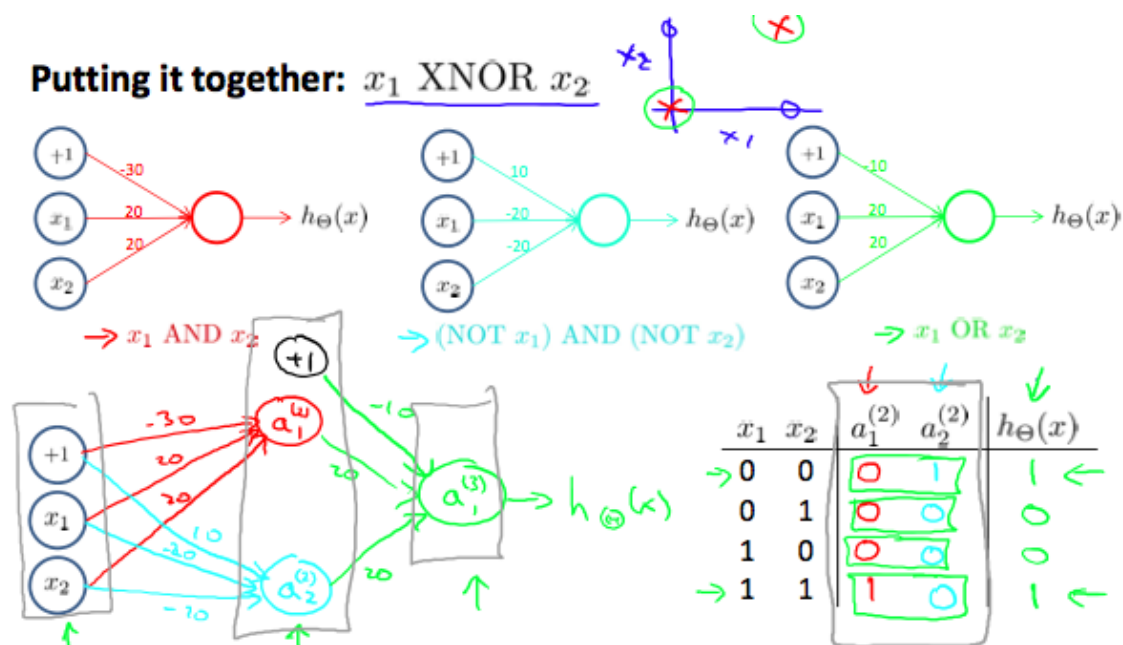 Putting it together: x₁ XNOR x₂
x₂
x₁
+1
-30
x₁
20
20
x₂
h_Θ(x)
→ x₁ AND x₂
+1
10
x₁
-20
-20
x₂
h_Θ(x)
→ (NOT x₁) AND (NOT x₂)
+1
-10
x₁
20
20
x₂
h_Θ(x)
→ x₁ OR x₂
+1
x₁
x₂
-30
20
20
10
-20
-20
+1
a₁⁽²⁾
a₂⁽²⁾
-10
20
20
a₁⁽³⁾
→ h_Θ(x)
x₁ x₂ a₁⁽²⁾ a₂⁽²⁾ h_Θ(x)
→ 0 0 0 1 1 ←
0 1 0 0 0
1 0 0 0 0
→ 1 1 1 0 1 ←